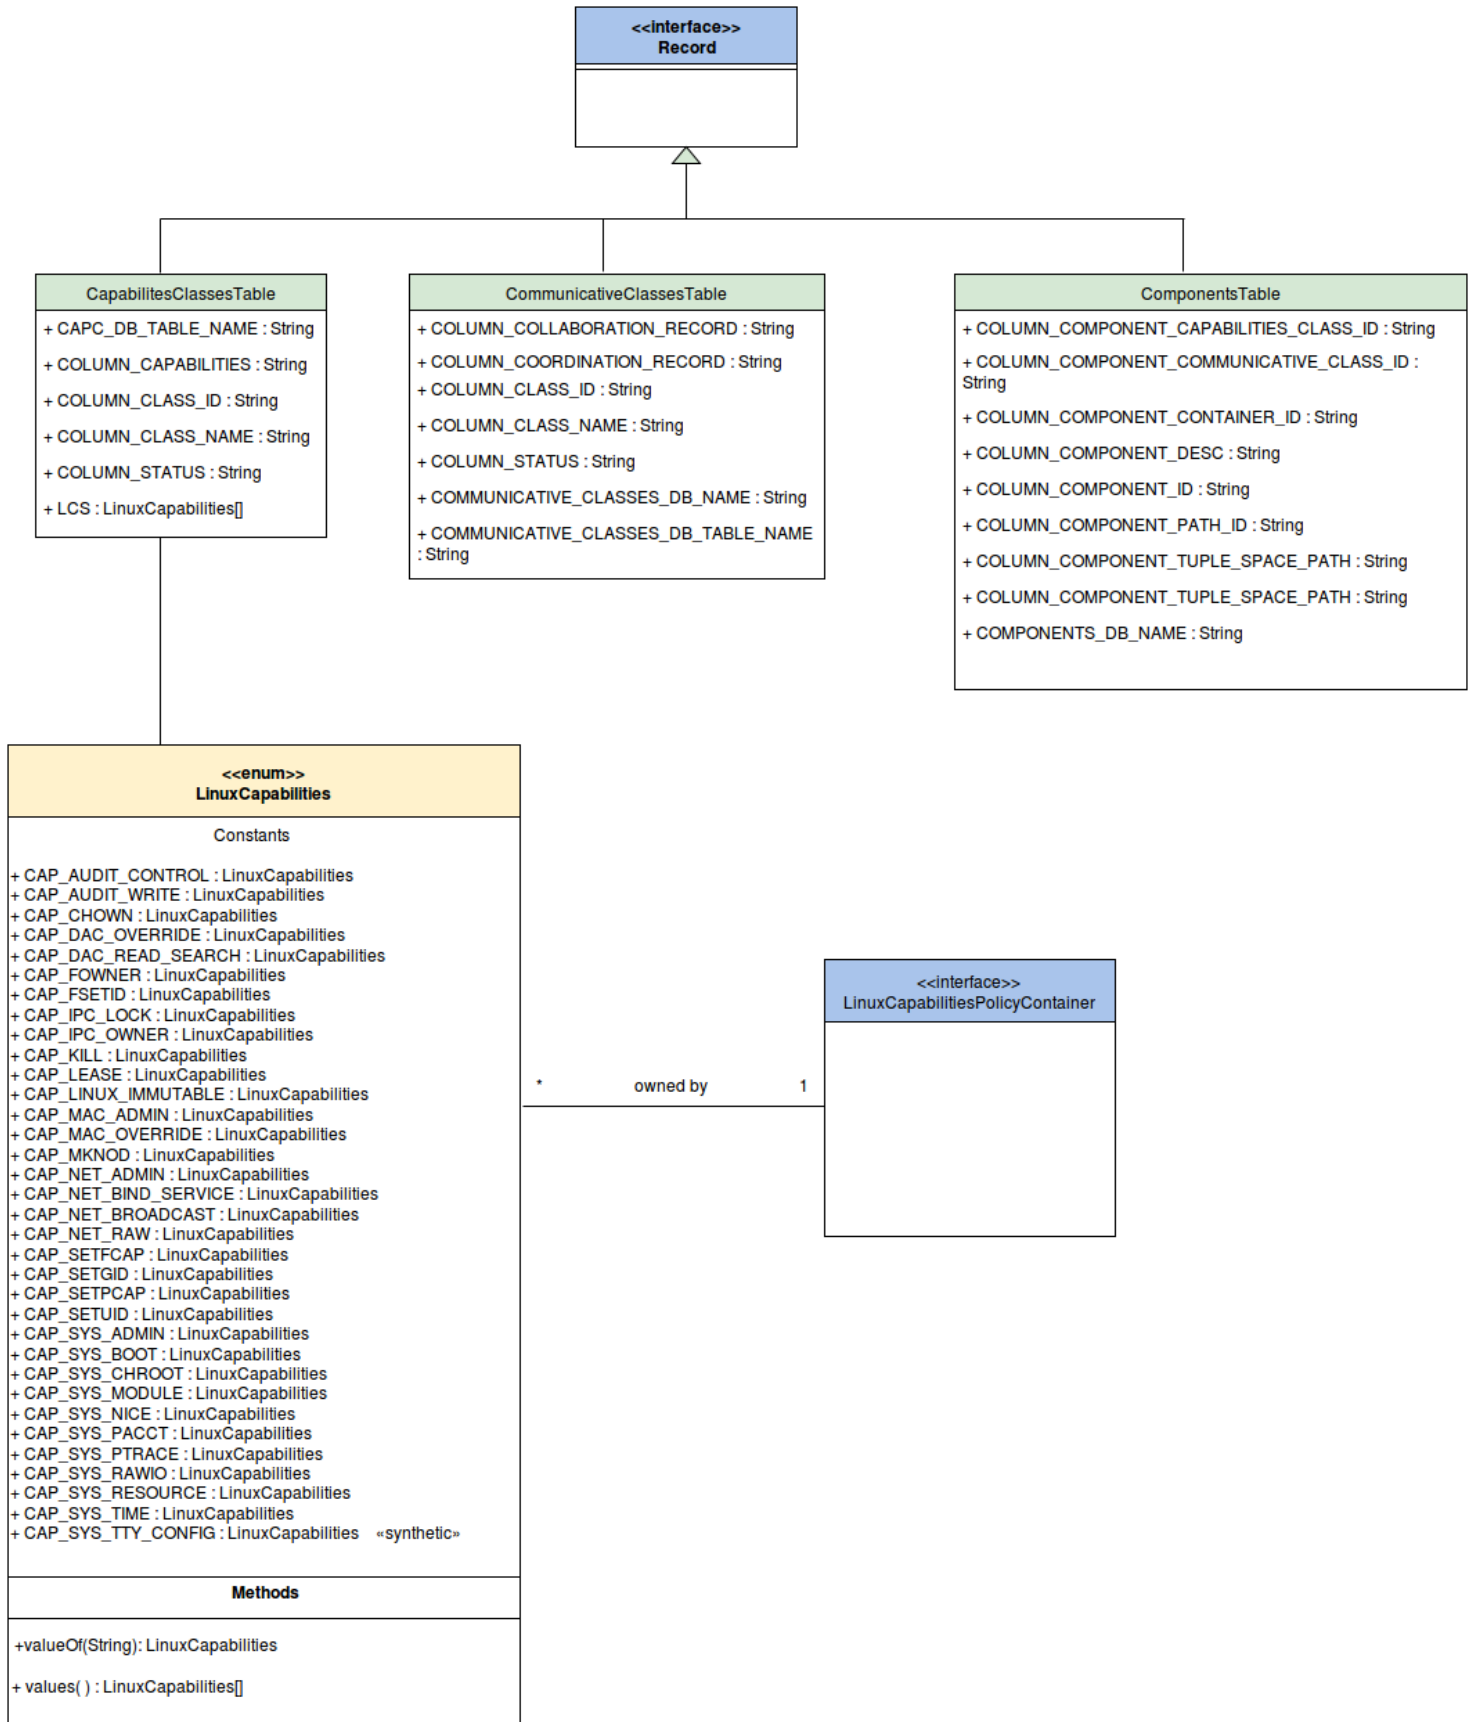 <<interface>>
Record
CapabilitesClassesTable
+ CAPC_DB_TABLE_NAME : String
+ COLUMN_CAPABILITIES : String
+ COLUMN_CLASS_ID : String
+ COLUMN_CLASS_NAME : String
+ COLUMN_STATUS : String
+ LCS : LinuxCapabilities[]
CommunicativeClassesTable
+ COLUMN_COLLABORATION_RECORD : String
+ COLUMN_COORDINATION_RECORD : String
+ COLUMN_CLASS_ID : String
+ COLUMN_CLASS_NAME : String
+ COLUMN_STATUS : String
+ COMMUNICATIVE_CLASSES_DB_NAME : String
+ COMMUNICATIVE_CLASSES_DB_TABLE_NAME
: String
ComponentsTable
+ COLUMN_COMPONENT_CAPABILITIES_CLASS_ID : String
+ COLUMN_COMPONENT_COMMUNICATIVE_CLASS_ID :
String
+ COLUMN_COMPONENT_CONTAINER_ID : String
+ COLUMN_COMPONENT_DESC : String
+ COLUMN_COMPONENT_ID : String
+ COLUMN_COMPONENT_PATH_ID : String
+ COLUMN_COMPONENT_TUPLE_SPACE_PATH : String
+ COLUMN_COMPONENT_TUPLE_SPACE_PATH : String
+ COMPONENTS_DB_NAME : String
<<enum>>
LinuxCapabilities
Constants
+ CAP_AUDIT_CONTROL : LinuxCapabilities
+ CAP_AUDIT_WRITE : LinuxCapabilities
+ CAP_CHOWN : LinuxCapabilities
+ CAP_DAC_OVERRIDE : LinuxCapabilities
+ CAP_DAC_READ_SEARCH : LinuxCapabilities
+ CAP_FOWNER : LinuxCapabilities
+ CAP_FSETID : LinuxCapabilities
+ CAP_IPC_LOCK : LinuxCapabilities
+ CAP_IPC_OWNER : LinuxCapabilities
+ CAP_KILL : LinuxCapabilities
+ CAP_LEASE : LinuxCapabilities
+ CAP_LINUX_IMMUTABLE : LinuxCapabilities
+ CAP_MAC_ADMIN : LinuxCapabilities
+ CAP_MAC_OVERRIDE : LinuxCapabilities
+ CAP_MKNOD : LinuxCapabilities
+ CAP_NET_ADMIN : LinuxCapabilities
+ CAP_NET_BIND_SERVICE : LinuxCapabilities
+ CAP_NET_BROADCAST : LinuxCapabilities
+ CAP_NET_RAW : LinuxCapabilities
+ CAP_SETFCAP : LinuxCapabilities
+ CAP_SETGID : LinuxCapabilities
+ CAP_SETPCAP : LinuxCapabilities
+ CAP_SETUID : LinuxCapabilities
+ CAP_SYS_ADMIN : LinuxCapabilities
+ CAP_SYS_BOOT : LinuxCapabilities
+ CAP_SYS_CHROOT : LinuxCapabilities
+ CAP_SYS_MODULE : LinuxCapabilities
+ CAP_SYS_NICE : LinuxCapabilities
+ CAP_SYS_PACCT : LinuxCapabilities
+ CAP_SYS_PTRACE : LinuxCapabilities
+ CAP_SYS_RAWIO : LinuxCapabilities
+ CAP_SYS_RESOURCE : LinuxCapabilities
+ CAP_SYS_TIME : LinuxCapabilities
+ CAP_SYS_TTY_CONFIG : LinuxCapabilities «synthetic»
Methods
+valueOf(String): LinuxCapabilities
+ values( ) : LinuxCapabilities[]
* owned by 1
<<interface>>
LinuxCapabilitiesPolicyContainer